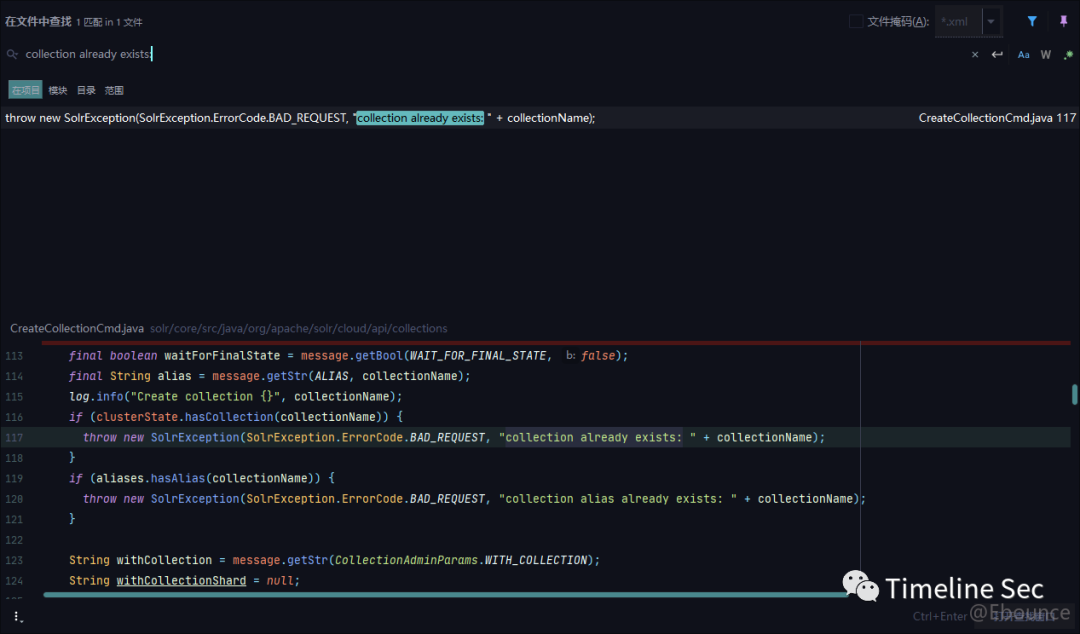 在文件中查找 1 匹配 in 1 文件
文件掩码(A): *.xml
collection already exists:
Aa W .*
在项目 模块 目录 范围
throw new SolrException(SolrException.ErrorCode.BAD_REQUEST, "collection already exists: " + collectionName); CreateCollectionCmd.java 117
CreateCollectionCmd.java solr/core/src/java/org/apache/solr/cloud/api/collections
113 final boolean waitForFinalState = message.getBool(WAIT_FOR_FINAL_STATE, b: false);
114 final String alias = message.getStr(ALIAS, collectionName);
115 log.info("Create collection {}", collectionName);
116 if (clusterState.hasCollection(collectionName)) {
117 throw new SolrException(SolrException.ErrorCode.BAD_REQUEST, "collection already exists: " + collectionName);
118 }
119 if (aliases.hasAlias(collectionName)) {
120 throw new SolrException(SolrException.ErrorCode.BAD_REQUEST, "collection alias already exists: " + collectionName);
121 }
122
123 String withCollection = message.getStr(CollectionAdminParams.WITH_COLLECTION);
124 String withCollectionShard = null;
Timeline Sec
Ctrl+Enter
@Ebounce